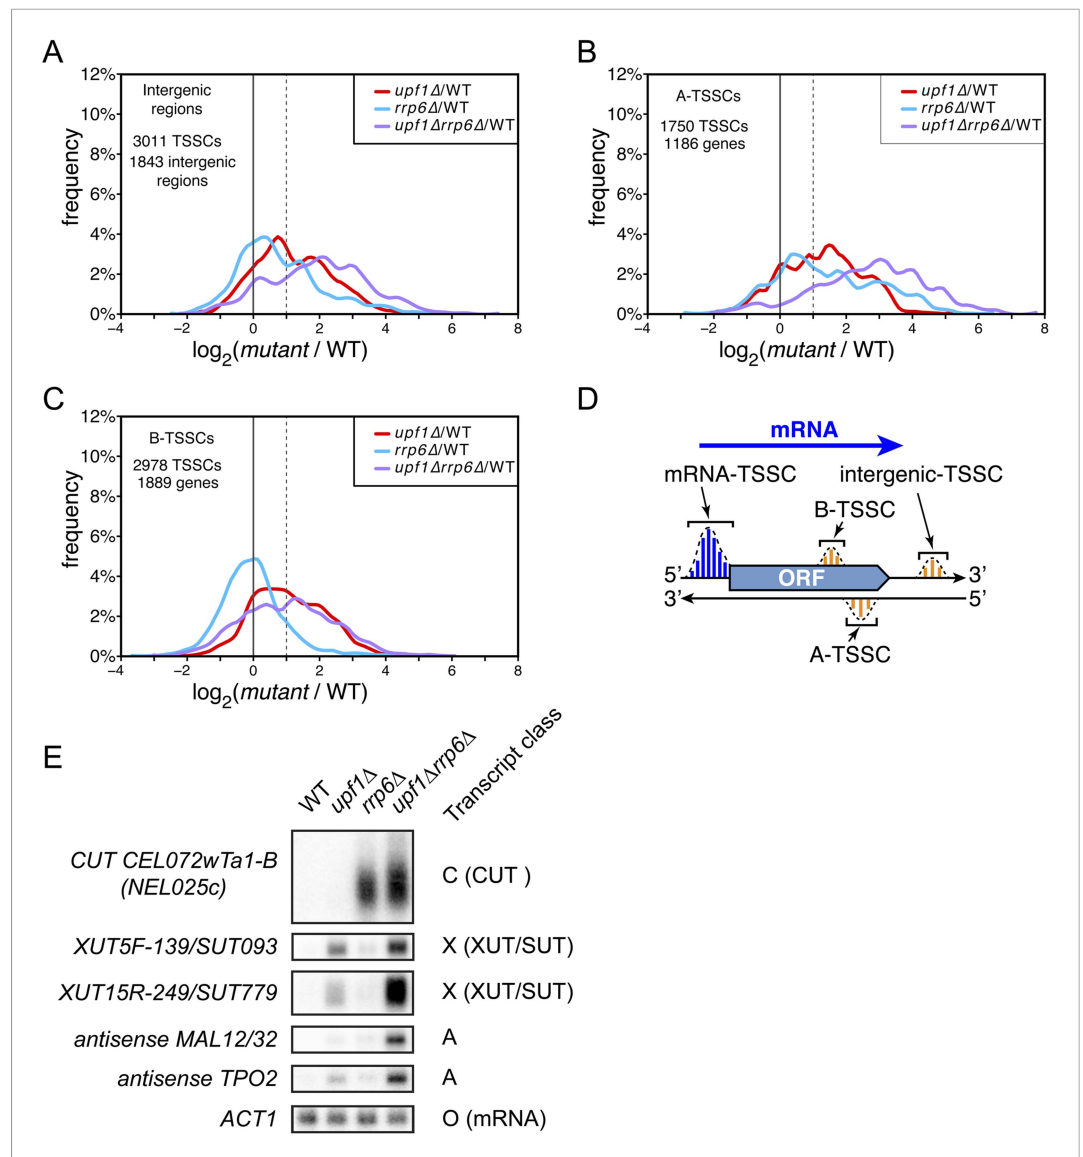 A
12%
10%
8%
6%
4%
2%
0%
frequency
Intergenic
regions
3011 TSSCs
1843 intergenic
regions
upf1Δ/WT
rrp6Δ/WT
upf1Δrrp6Δ/WT
−4 −2 0 2 4 6 8
log2(mutant / WT)
B
12%
10%
8%
6%
4%
2%
0%
frequency
A-TSSCs
1750 TSSCs
1186 genes
upf1Δ/WT
rrp6Δ/WT
upf1Δrrp6Δ/WT
−4 −2 0 2 4 6 8
log2(mutant / WT)
C
12%
10%
8%
6%
4%
2%
0%
frequency
B-TSSCs
2978 TSSCs
1889 genes
upf1Δ/WT
rrp6Δ/WT
upf1Δrrp6Δ/WT
−4 −2 0 2 4 6 8
log2(mutant / WT)
D
mRNA
mRNA-TSSC intergenic-TSSC
B-TSSC
5' ORF 3'
3' 5'
A-TSSC
E
WT upf1Δ rrp6Δ upf1Δrrp6Δ Transcript class
CUT CEL072wTa1-B
(NEL025c)
C (CUT )
XUT5F-139/SUT093 X (XUT/SUT)
XUT15R-249/SUT779 X (XUT/SUT)
antisense MAL12/32 A
antisense TPO2 A
ACT1 O (mRNA)